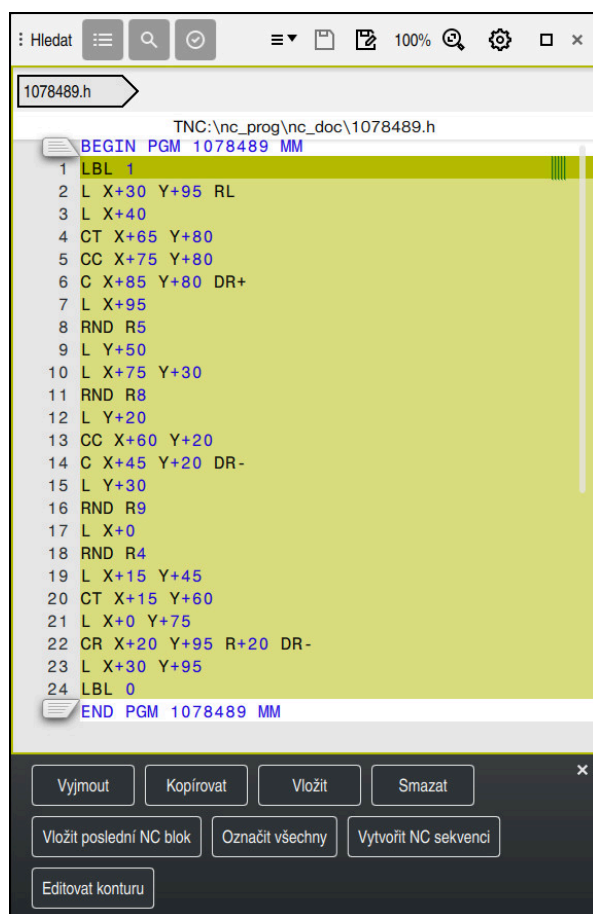 Hledat
100%
1078489.h
TNC:\nc_prog\nc_doc\1078489.h
BEGIN PGM 1078489 MM
1 LBL 1
2 L X+30 Y+95 RL
3 L X+40
4 CT X+65 Y+80
5 CC X+75 Y+80
6 C X+85 Y+80 DR+
7 L X+95
8 RND R5
9 L Y+50
10 L X+75 Y+30
11 RND R8
12 L Y+20
13 CC X+60 Y+20
14 C X+45 Y+20 DR-
15 L Y+30
16 RND R9
17 L X+0
18 RND R4
19 L X+15 Y+45
20 CT X+15 Y+60
21 L X+0 Y+75
22 CR X+20 Y+95 R+20 DR-
23 L X+30 Y+95
24 LBL 0
END PGM 1078489 MM
Vyjmout Kopírovat Vložit Smazat
Vložit poslední NC blok Označit všechny Vytvořit NC sekvenci
Editovat konturu